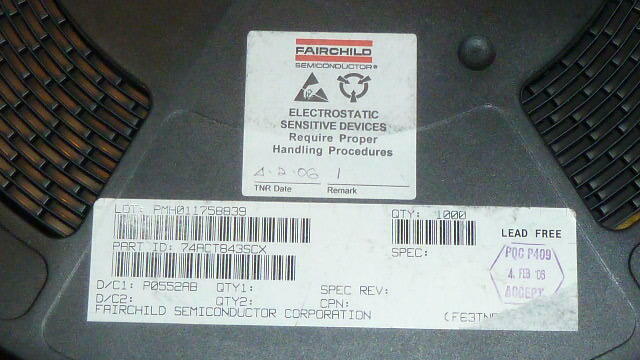 FAIRCHILD
SEMICONDUCTOR®
ELECTROSTATIC
SENSITIVE DEVICES
Require Proper
Handling Procedures
4-2-06 1
TNR Date Remark
LOT: PMH011758839
QTY: 1000
LEAD FREE
PART ID: 74ACT843SCX
SPEC:
PQC P409
4 FEB '06
ACCEPT
D/C1: P0552AB QTY1: SPEC REV:
D/C2: QTY2: CPN:
FAIRCHILD SEMICONDUCTOR CORPORATION